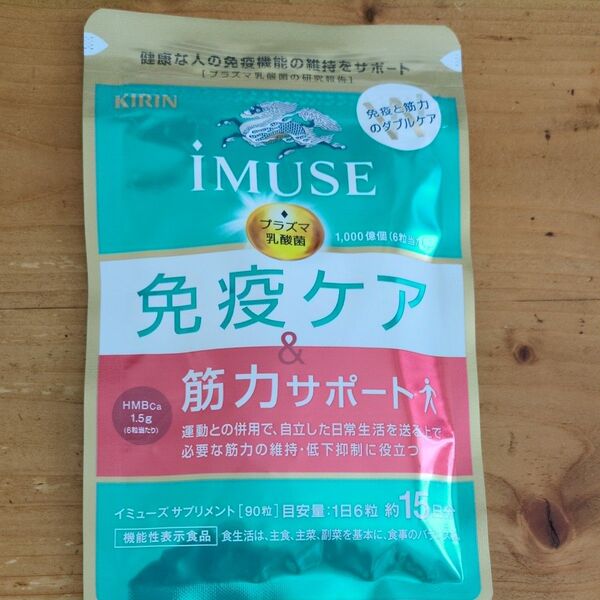 健康な人の免疫機能の維持をサポート
[プラズマ乳酸菌の研究報告]
KIRIN
免疫と筋力
のダブルケア
iMUSE
プラズマ
乳酸菌
1,000億個(6粒当たり)
免疫ケア
&
筋力サポート
HMBCa
1.5g
(6粒当たり)
運動との併用で、自立した日常生活を送る上で
必要な筋力の維持・低下抑制に役立つ
イミューズ サプリメント [90粒] 目安量:1日6粒 約15日分
機能性表示食品
食生活は、主食、主菜、副菜を基本に、食事のバランスを